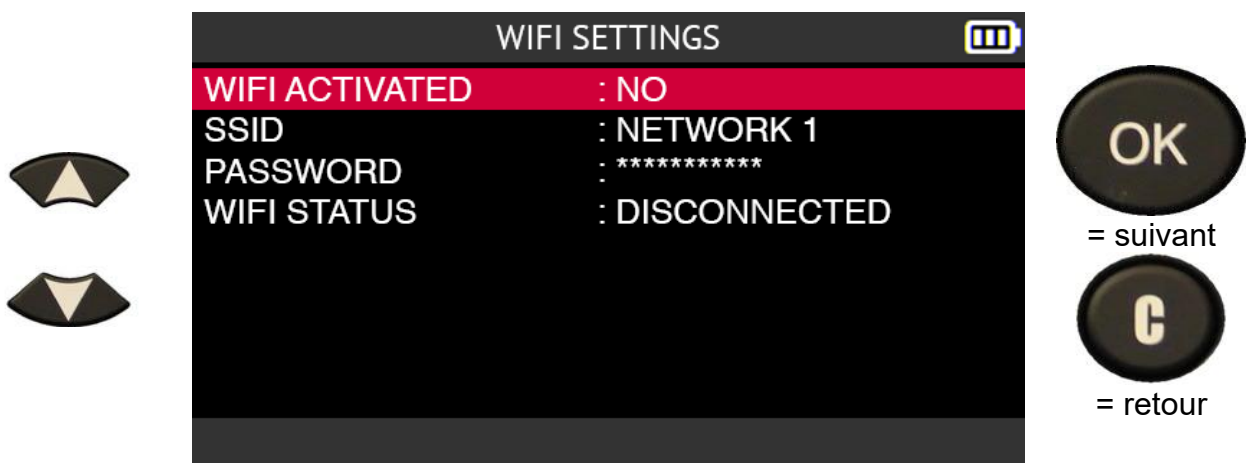 WIFI SETTINGS
WIFI ACTIVATED : NO
SSID : NETWORK 1
PASSWORD : ***********
WIFI STATUS : DISCONNECTED
OK
= suivant
C
= retour